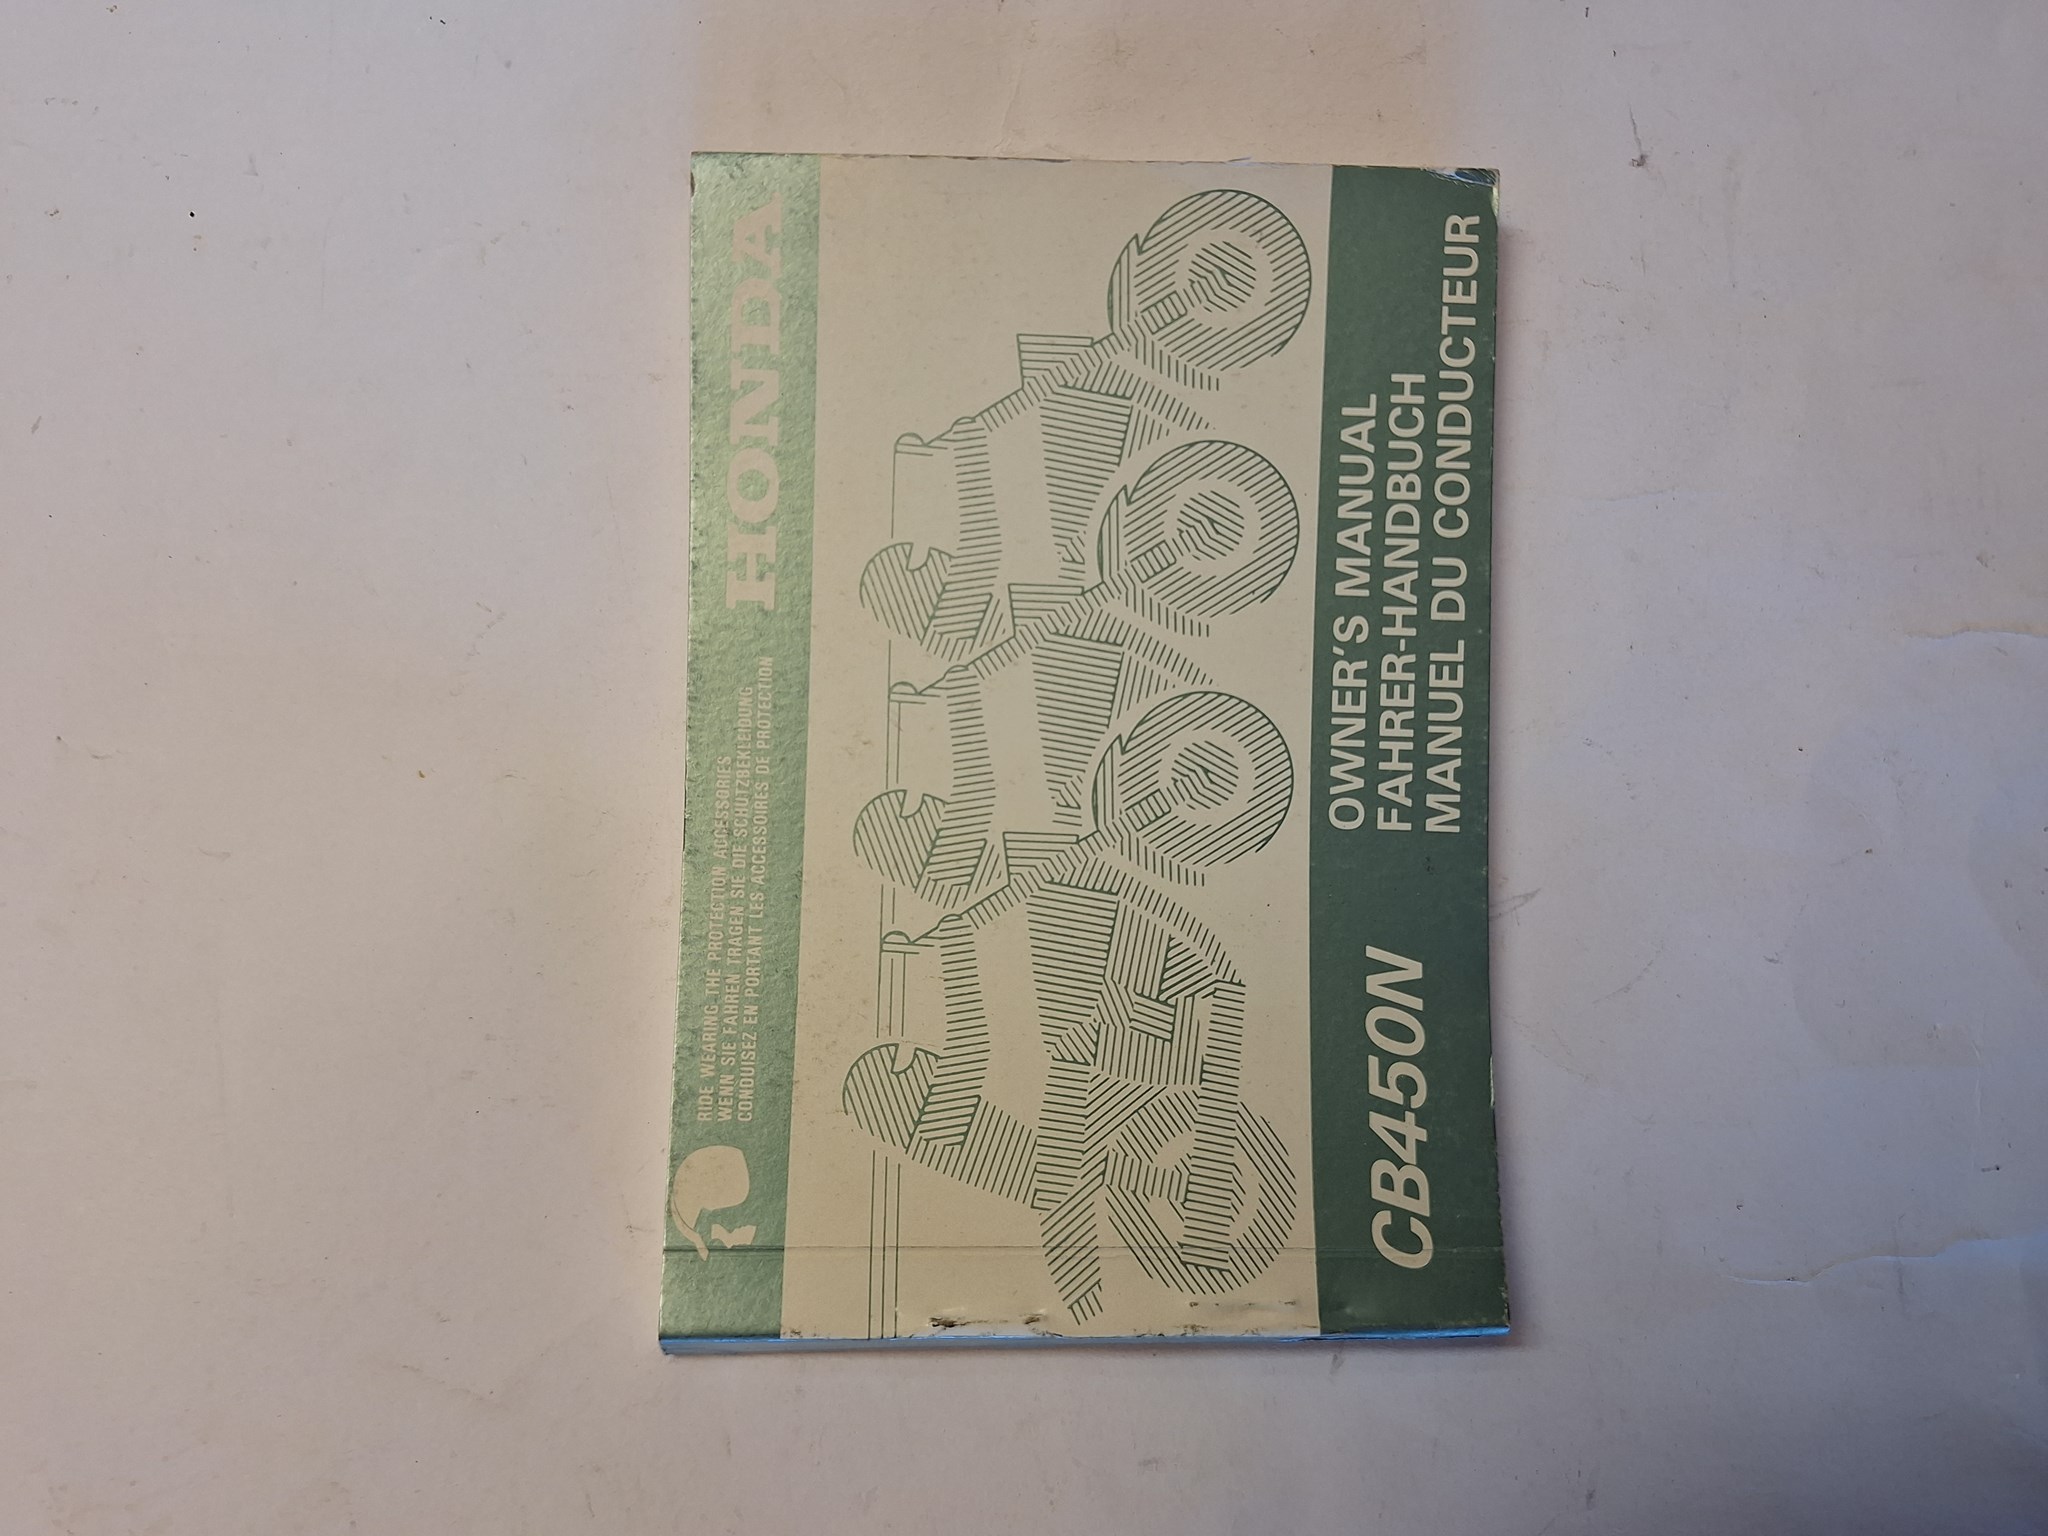 RIDE WEARING THE PROTECTION ACCESSORIES
WENN SIE FAHREN TRAGEN SIE DIE SCHUTZBEKLEIDUNG
CONDUISEZ EN PORTANT LES ACCESSOIRES DE PROTECTION
HONDA
CB450N
OWNER'S MANUAL
FAHRER-HANDBUCH
MANUEL DU CONDUCTEUR